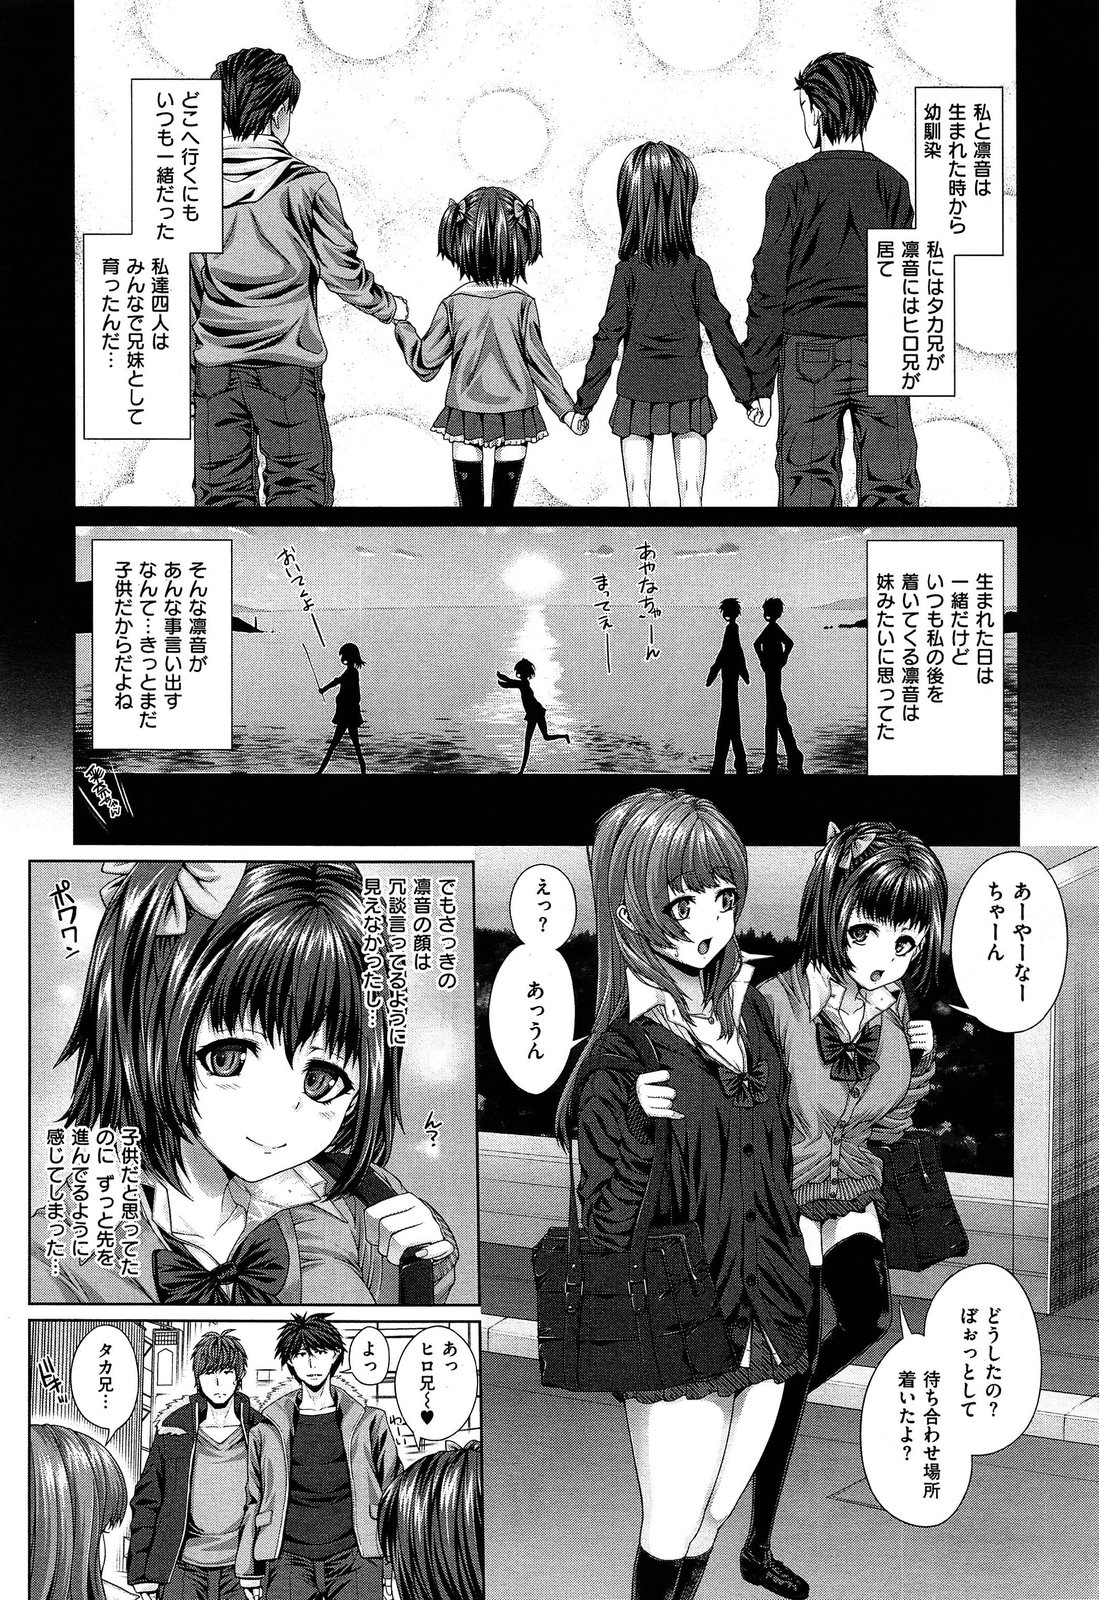 私と凛音は
生まれた時から
幼馴染
私にはタカ兄が
凛音にはヒロ兄が
居て
どこへ行くにも
いつも一緒だった
私達四人は
みんなで兄妹として
育ったんだ…
生まれた日は
一緒だけど
いつも私の後を
着いてくる凛音は
妹みたいに思ってた
あやなちゃーん
まってぇー
おいでよー
そんな凛音が
あんな事言い出す
なんて…きっとまだ
子供だからだよね
あーやーなー
ちゃーん
えっ?
あっうん
どうしたの?
ぼぉっとして
待ち合わせ場所
着いたよ?
でもさっきの
凛音の顔は
冗談言ってるように
見えなかったし…
ポワワン
ん?
子供だと思ってた
のに ずっと先を
進んでるように
感じてしまった…
あっ
ヒロ兄〜♥
よっ
わーい
タカ兄…
ドキッ